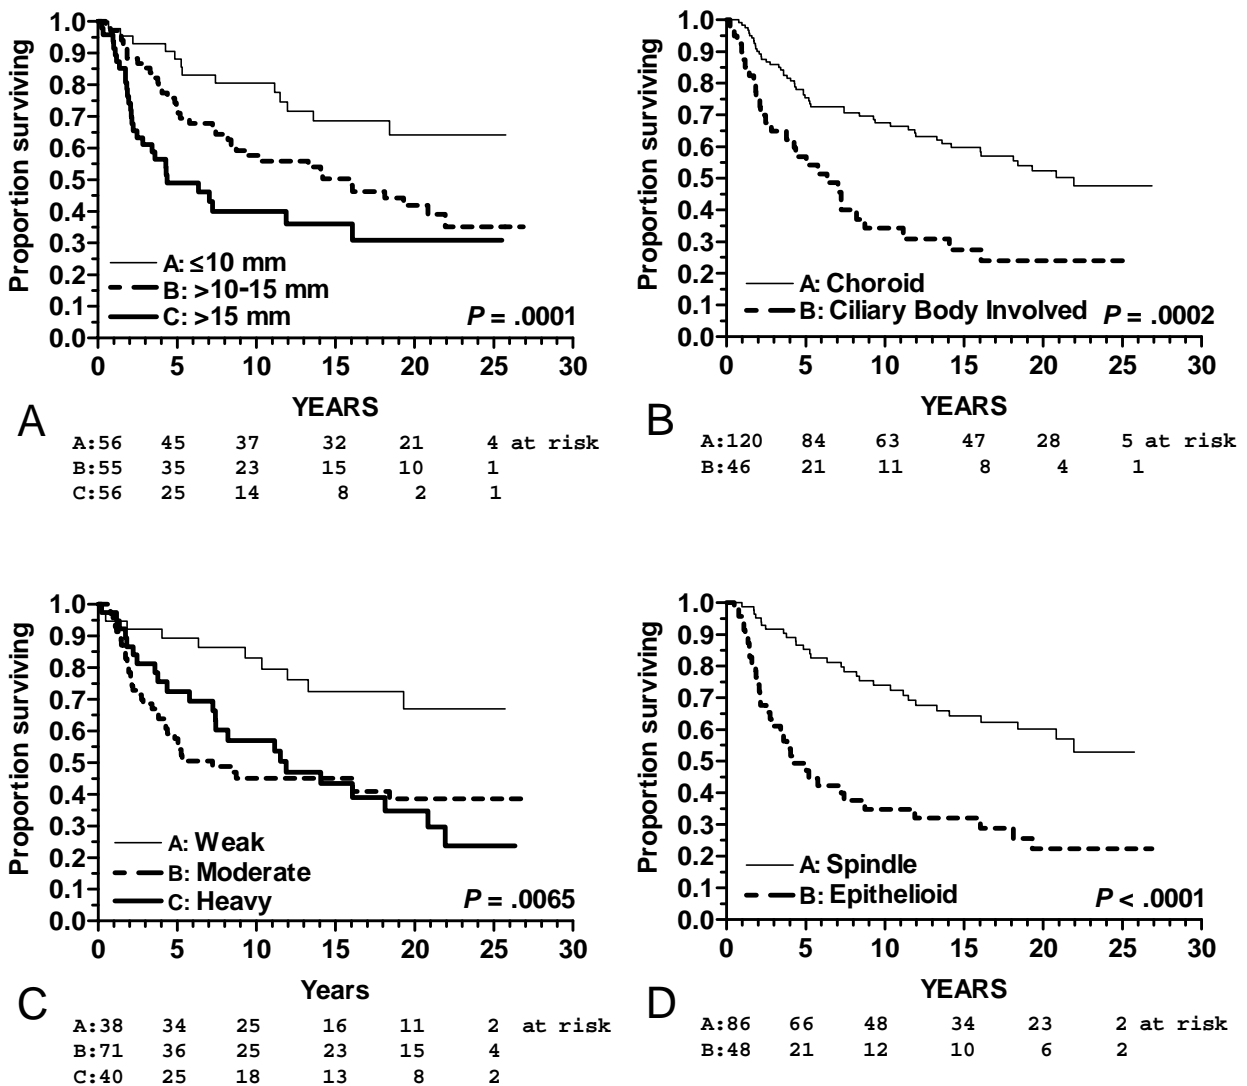 1.0
0.9
0.8
0.7
0.6
0.5
0.4
0.3
0.2
0.1
0.0
Proportion surviving
A: ≤10 mm
B: >10-15 mm
C: >15 mm
P = .0001
0 5 10 15 20 25 30
YEARS
A
A:56 45 37 32 21 4 at risk
B:55 35 23 15 10 1
C:56 25 14 8 2 1
1.0
0.9
0.8
0.7
0.6
0.5
0.4
0.3
0.2
0.1
0.0
Proportion surviving
A: Choroid
B: Ciliary Body Involved
P = .0002
0 5 10 15 20 25 30
YEARS
B
A:120 84 63 47 28 5 at risk
B:46 21 11 8 4 1
1.0
0.9
0.8
0.7
0.6
0.5
0.4
0.3
0.2
0.1
0.0
Proportion surviving
A: Weak
B: Moderate
C: Heavy
P = .0065
0 5 10 15 20 25 30
Years
C
A:38 34 25 16 11 2 at risk
B:71 36 25 23 15 4
C:40 25 18 13 8 2
1.0
0.9
0.8
0.7
0.6
0.5
0.4
0.3
0.2
0.1
0.0
Proportion surviving
A: Spindle
B: Epithelioid
P < .0001
0 5 10 15 20 25 30
YEARS
D
A:86 66 48 34 23 2 at risk
B:48 21 12 10 6 2